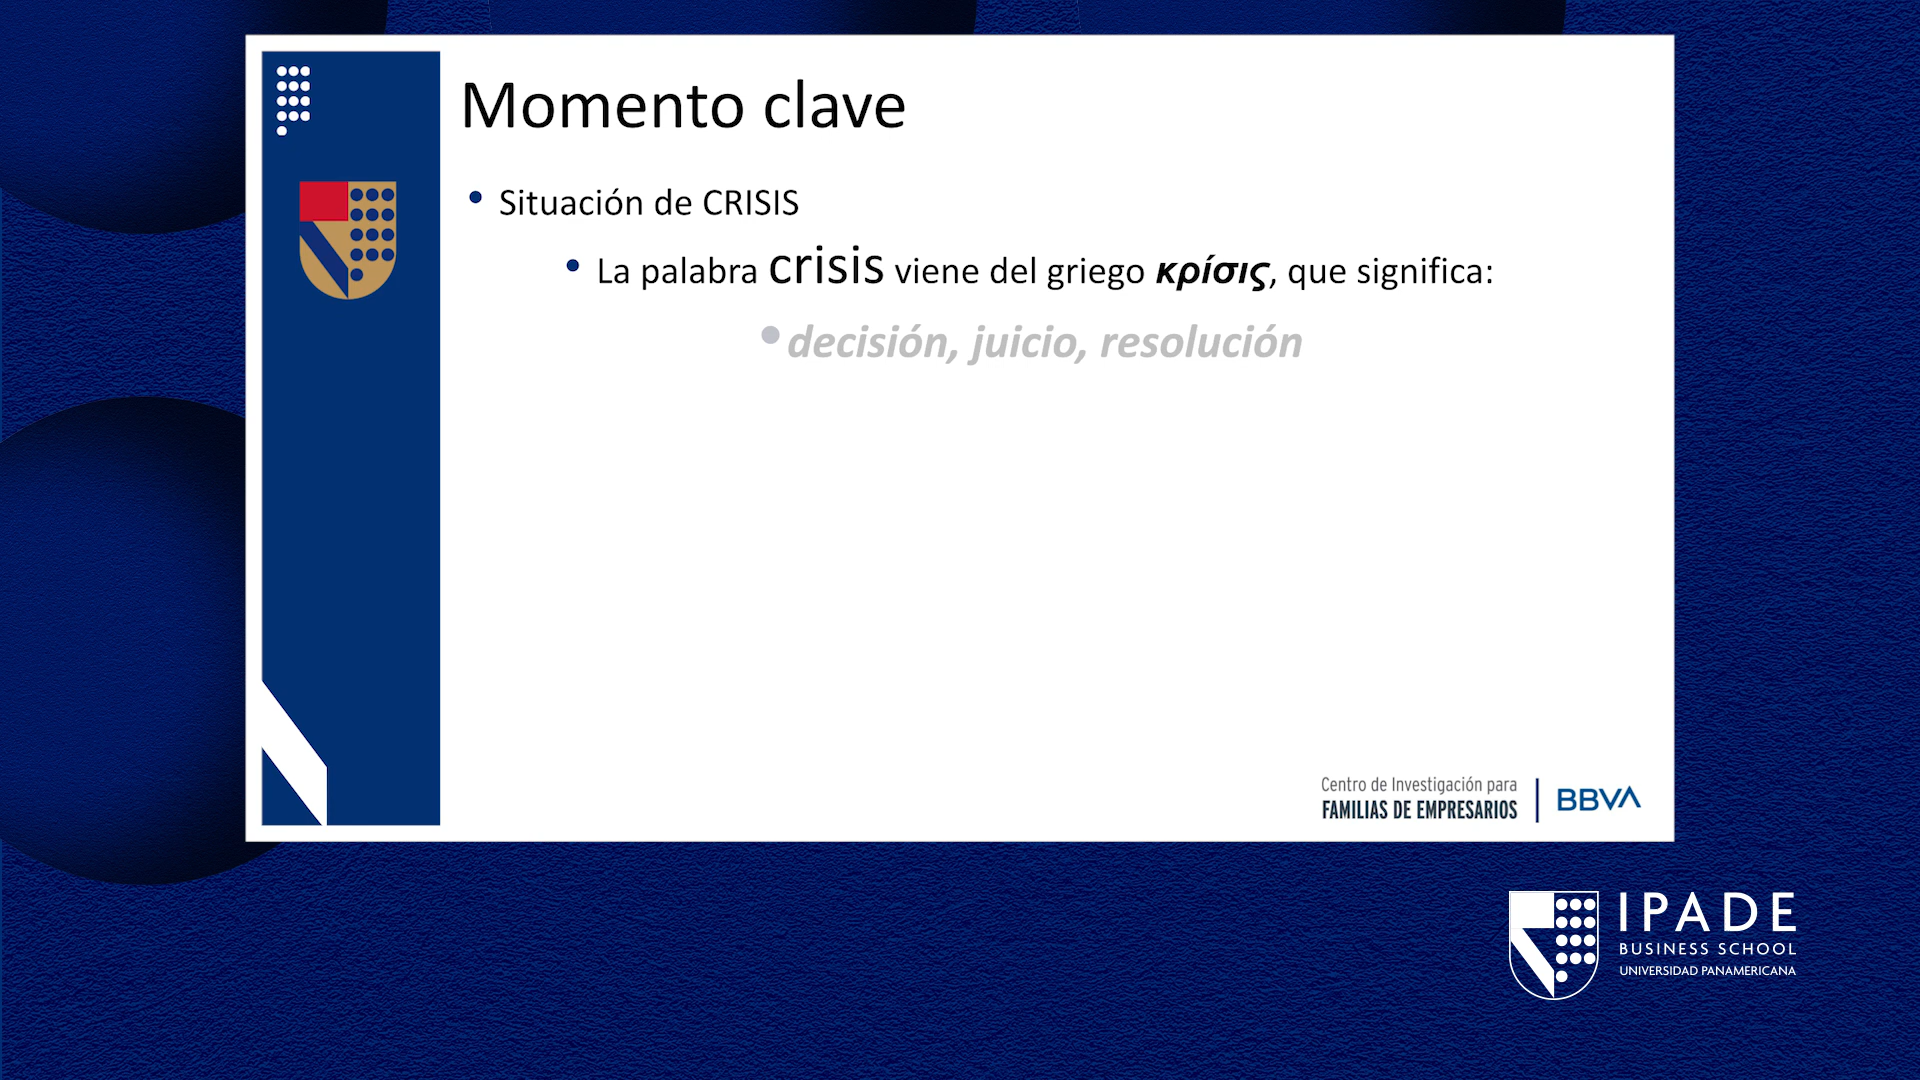 Momento clave
• Situación de CRISIS
• La palabra crisis viene del griego κρίσις, que significa:
• decisión, juicio, resolución
Centro de Investigación para
FAMILIAS DE EMPRESARIOS
BBVA
IPADE
BUSINESS SCHOOL
UNIVERSIDAD PANAMERICANA